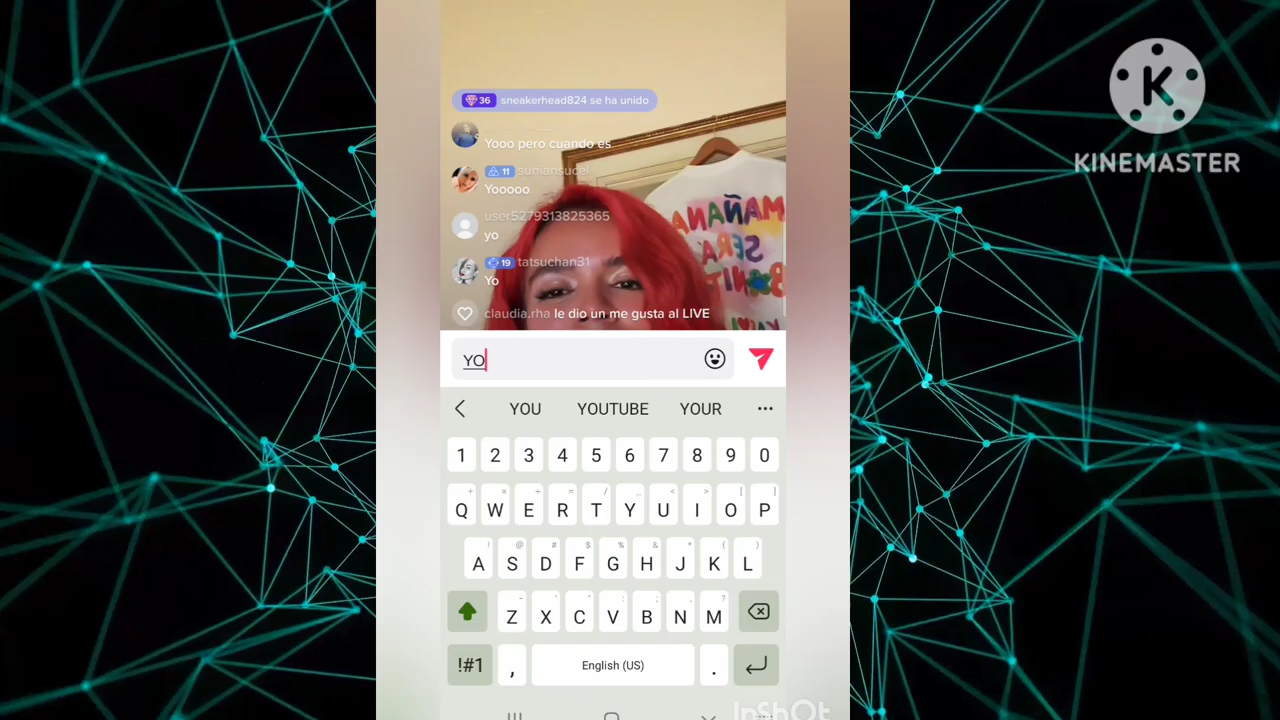 36 sneakerhead824 se ha unido
Yooo pero cuando es
11 suniansucel
Yooooo
user5279313825365
yo
19 tatsuchan31
Yo
claudia.rha le dio un me gusta al LIVE
MAÑANA
SERA
BONITO
YO
YOU YOUTUBE YOUR ...
1 2 3 4 5 6 7 8 9 0
Q W E R T Y U I O P
A S D F G H J K L
Z X C V B N M
!#1 , English (US) .
KINEMASTER
InShOt